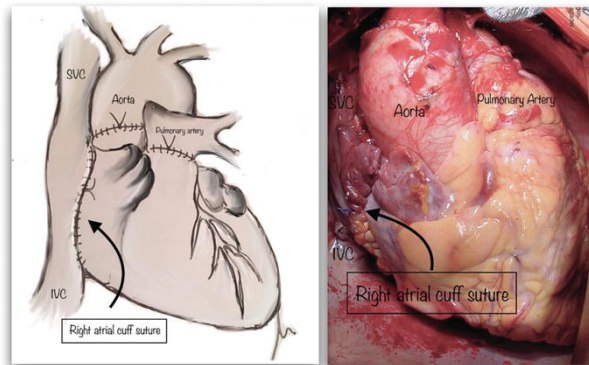 SVC
Aorta
Pulmonary artery
IVC
Right atrial cuff suture
SVC
Aorta
Pulmonary Artery
IVC
Right atrial cuff suture